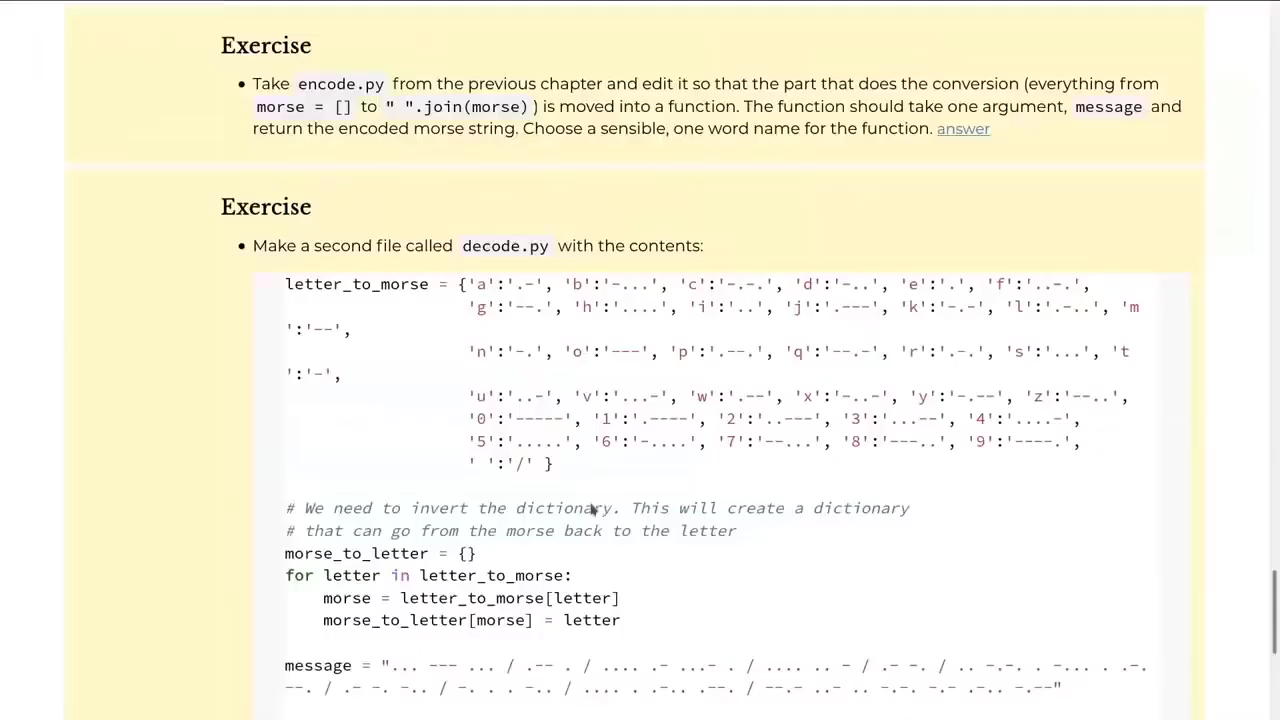 Exercise
• Take encode.py from the previous chapter and edit it so that the part that does the conversion (everything from
morse = [] to " ".join(morse) ) is moved into a function. The function should take one argument, message and
return the encoded morse string. Choose a sensible, one word name for the function. answer
Exercise
• Make a second file called decode.py with the contents:
letter_to_morse = {'a':'.-', 'b':'-...', 'c':'-.-.', 'd':'-..', 'e':'.', 'f':'..-.',
'g':'--.', 'h':'....', 'i':'..', 'j':'.---', 'k':'-.-', 'l':'.-..', 'm
':'--',
'n':'-.', 'o':'---', 'p':'.--.', 'q':'--.-', 'r':'.-.', 's':'...', 't
':'-',
'u':'..-', 'v':'...-', 'w':'.--', 'x':'-..-', 'y':'-.--', 'z':'--..',
'0':'-----', '1':'.----', '2':'..---', '3':'...--', '4':'....-',
'5':'.....', '6':'-....', '7':'--...', '8':'---..', '9':'----.',
' ':'/' }
# We need to invert the dictionary. This will create a dictionary
# that can go from the morse back to the letter
morse_to_letter = {}
for letter in letter_to_morse:
morse = letter_to_morse[letter]
morse_to_letter[morse] = letter
message = "... --- ... / .-- . / .... .- ...- . / .... .. - / .- -. / .. -.-. . -... . .-.
--. / .- -. -.. / -. . . -.. / .... . .-.. .--. / --.- ..- .. -.-. -.- .-.. -.--"